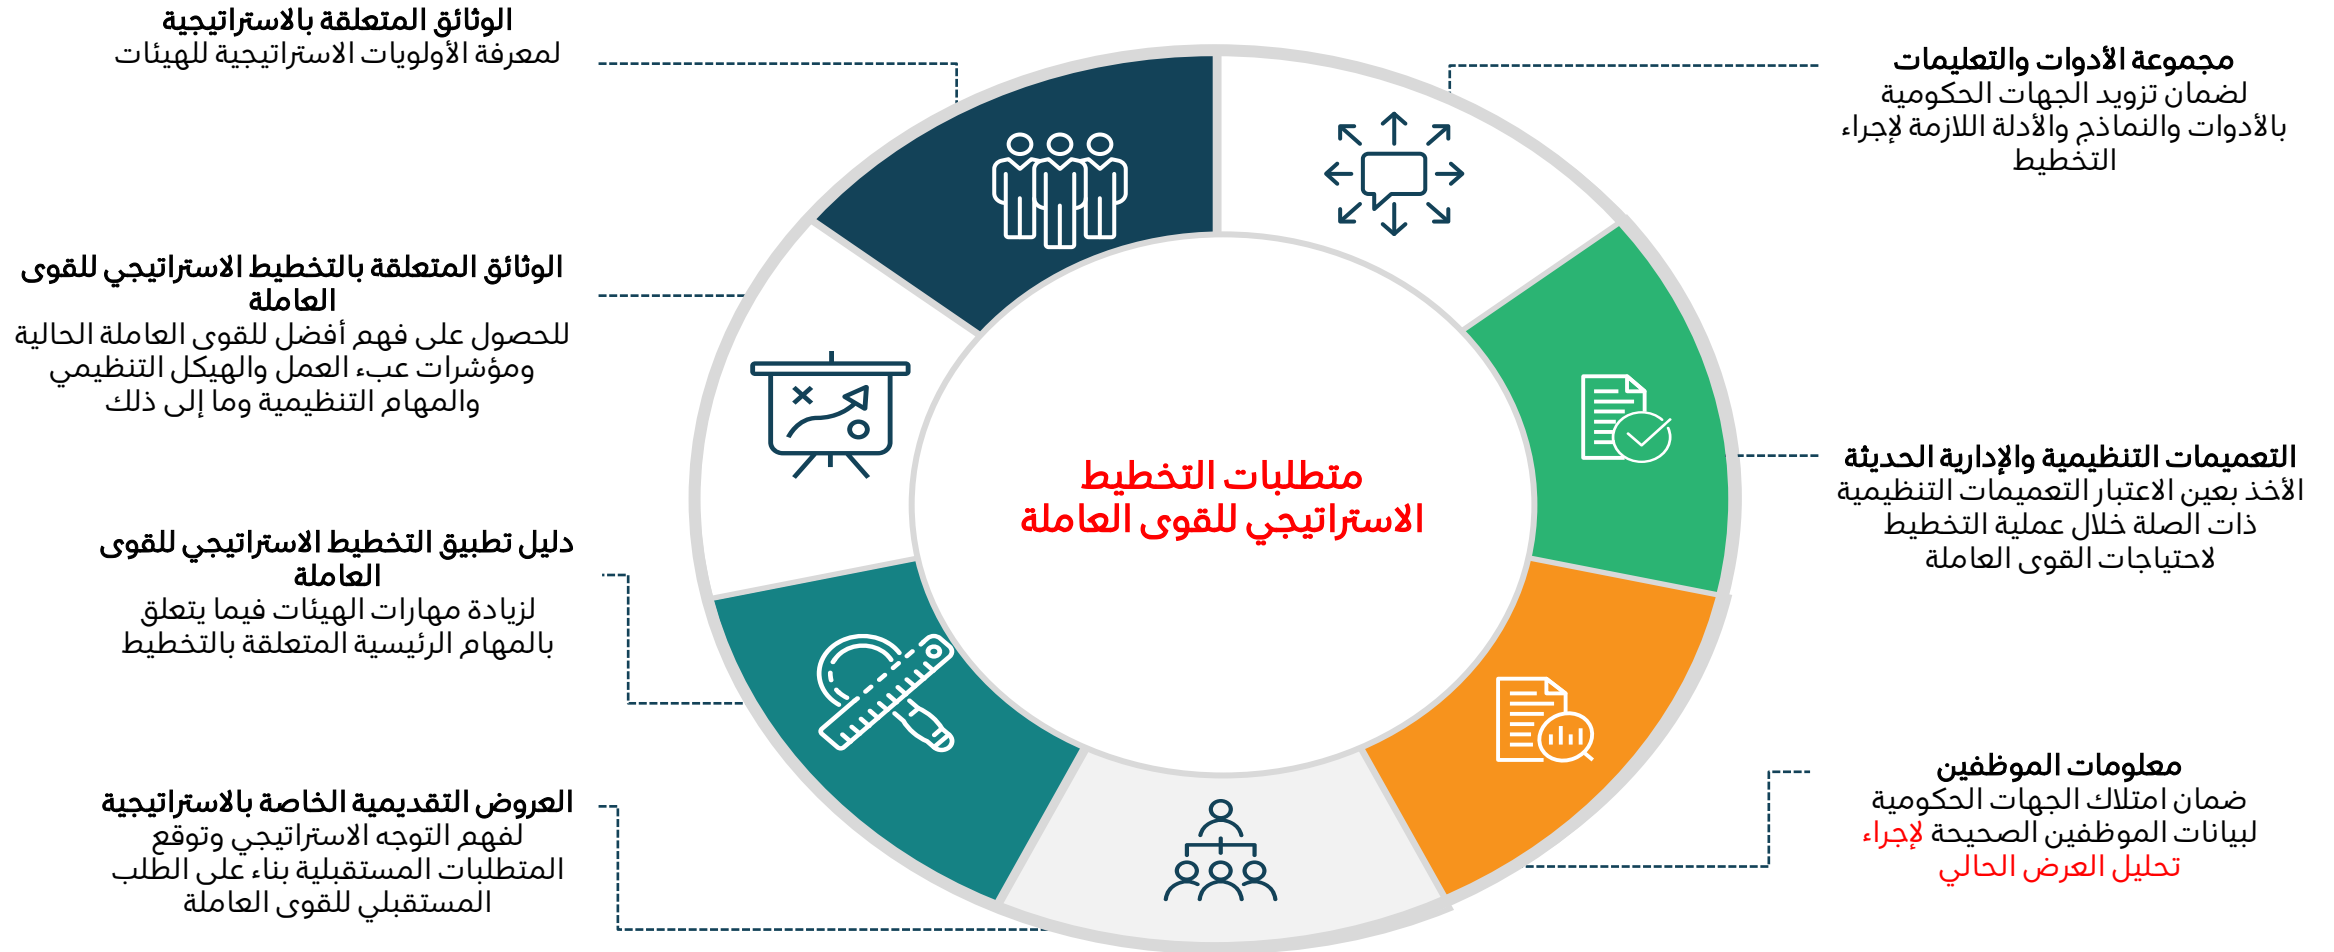 مجموعة الأدوات والتعليمات
لضمان تزويد الجهات الحكومية
بالأدوات والنماذج والأدلة اللازمة لإجراء
التخطيط
التعميمات التنظيمية والإدارية الحديثة
الأخذ بعين الاعتبار التعميمات التنظيمية
ذات الصلة خلال عملية التخطيط
لاحتياجات القوى العاملة
معلومات الموظفين
ضمان امتلاك الجهات الحكومية
لبيانات الموظفين الصحيحة لإجراء
تحليل العرض الحالي
متطلبات التخطيط
الاستراتيجي للقوى العاملة
الوثائق المتعلقة بالاستراتيجية
لمعرفة الأولويات الاستراتيجية للهيئات
الوثائق المتعلقة بالتخطيط الاستراتيجي للقوى
العاملة
للحصول على فهم أفضل للقوى العاملة الحالية
ومؤشرات عبء العمل والهيكل التنظيمي
والمهام التنظيمية وما إلى ذلك
دليل تطبيق التخطيط الاستراتيجي للقوى
العاملة
لزيادة مهارات الهيئات فيما يتعلق
بالمهام الرئيسية المتعلقة بالتخطيط
العروض التقديمية الخاصة بالاستراتيجية
لفهم التوجه الاستراتيجي وتوقع
المتطلبات المستقبلية بناء على الطلب
المستقبلي للقوى العاملة